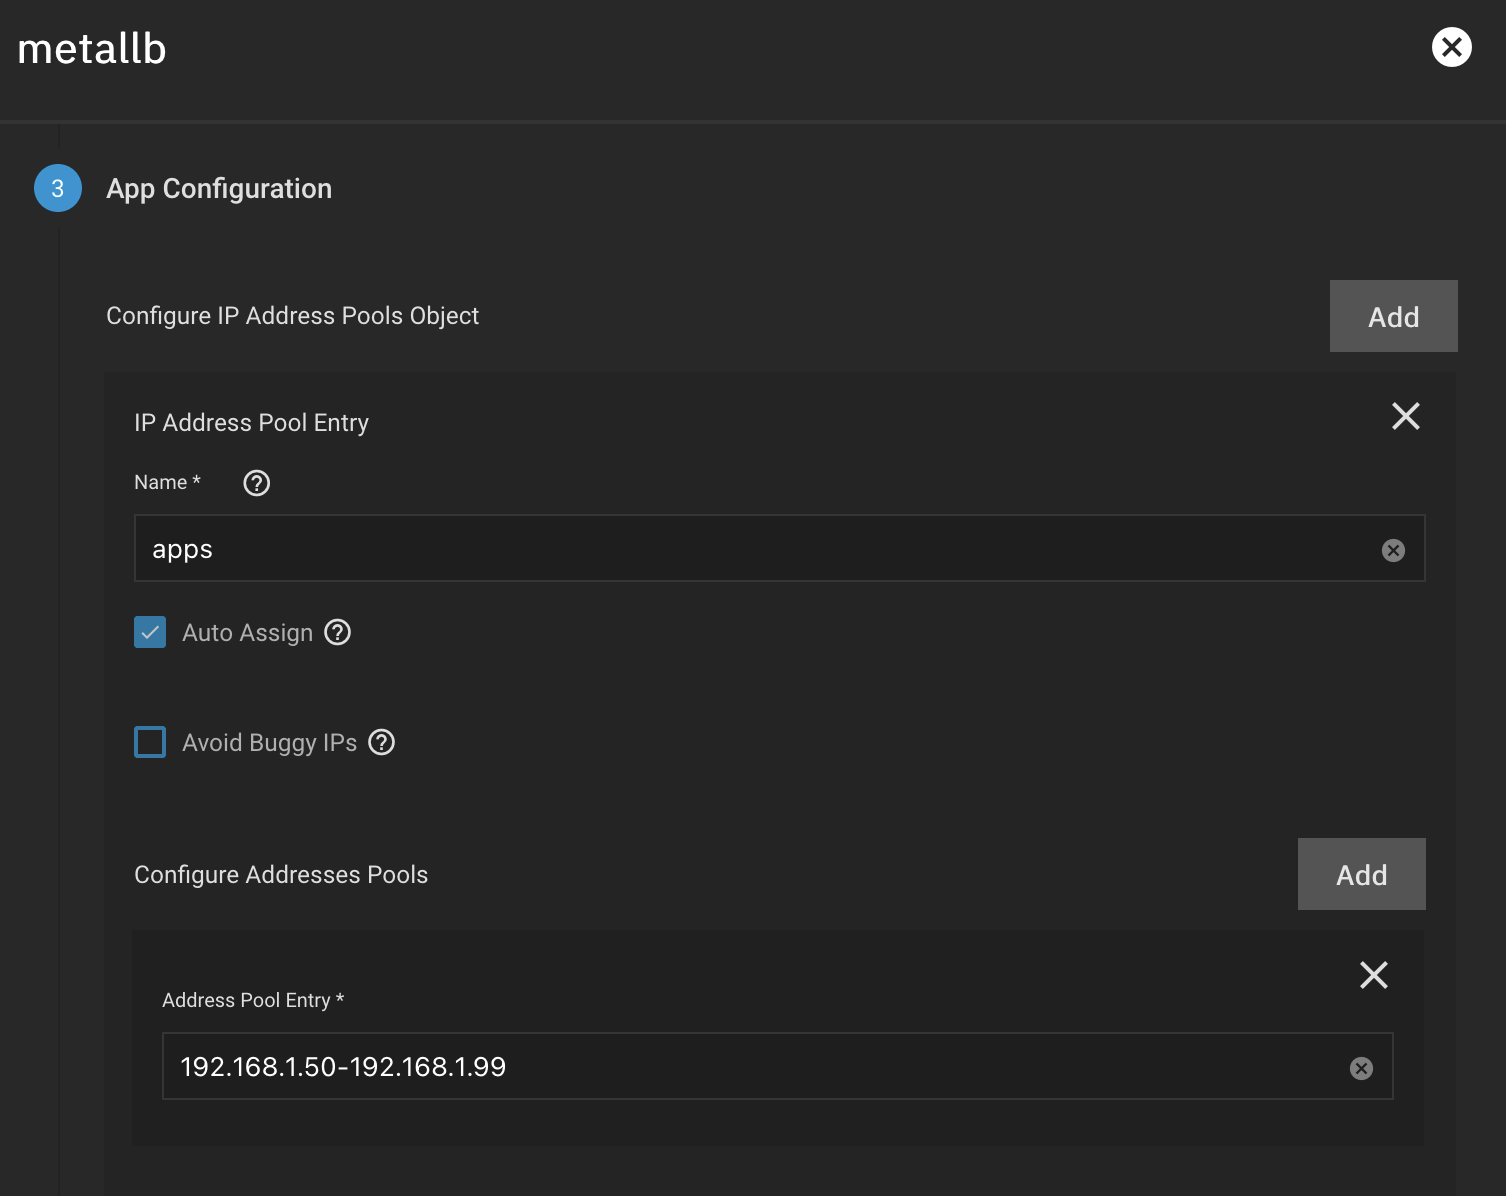 metallb
3 App Configuration
Configure IP Address Pools Object Add
IP Address Pool Entry
Name *
apps
Auto Assign
Avoid Buggy IPs
Configure Addresses Pools Add
Address Pool Entry *
192.168.1.50-192.168.1.99